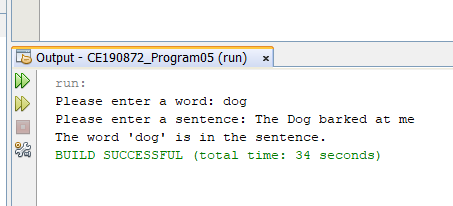 Output - CE190872_Program05 (run) ×
run:
Please enter a word: dog
Please enter a sentence: The Dog barked at me
The word 'dog' is in the sentence.
BUILD SUCCESSFUL (total time: 34 seconds)